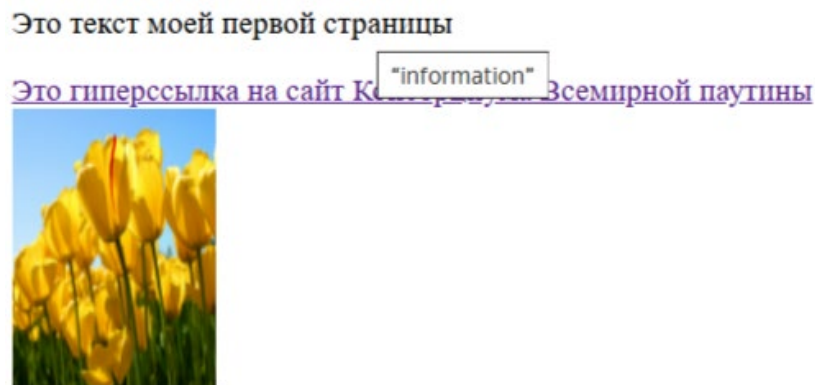 Это текст моей первой страницы
"information"
Это гиперссылка на сайт Всемирной паутины